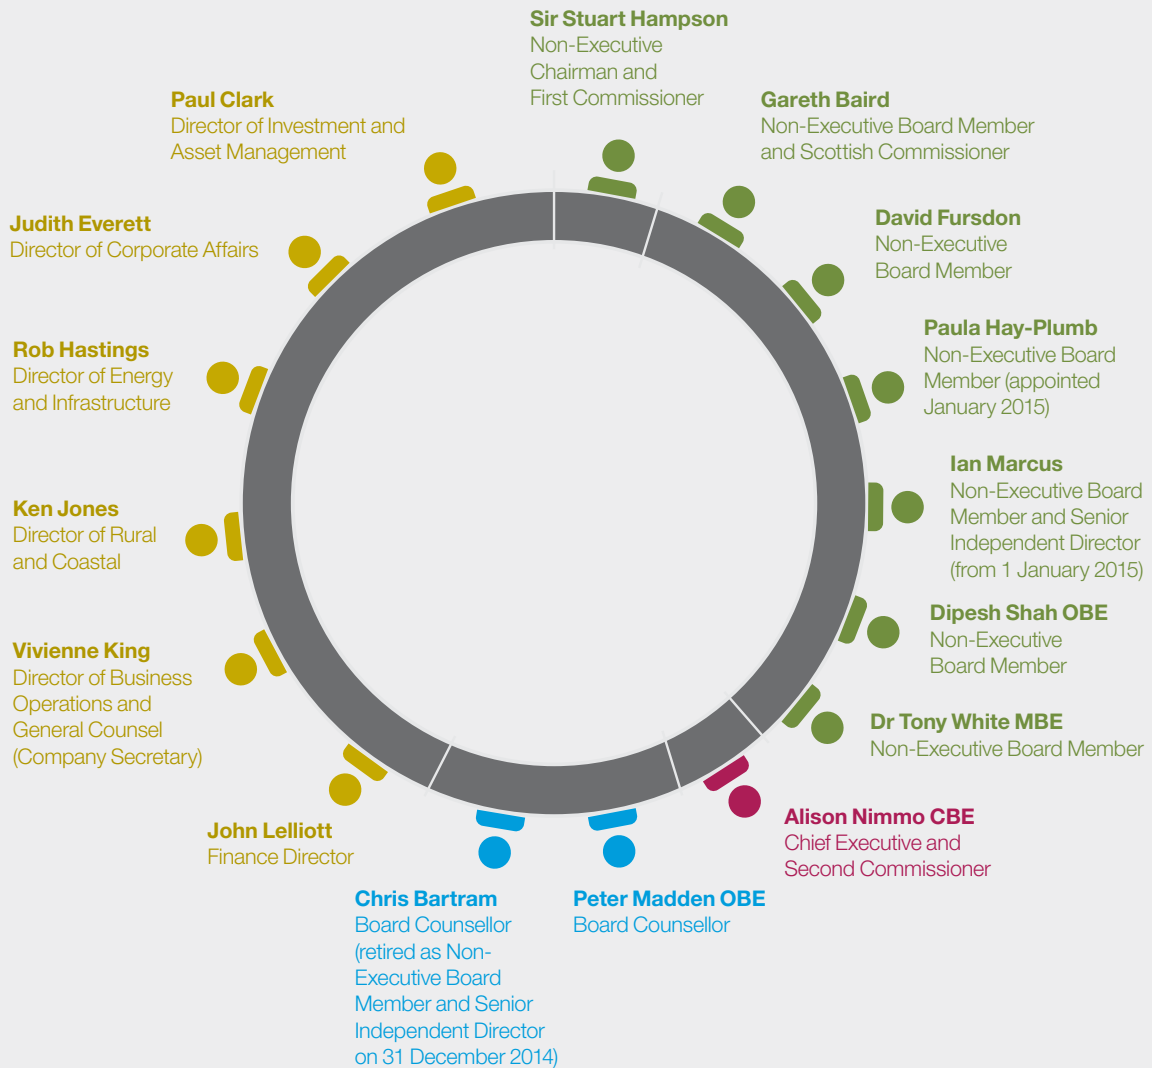 Sir Stuart Hampson
Non-Executive
Chairman and
First Commissioner
Gareth Baird
Non-Executive Board Member
and Scottish Commissioner
David Fursdon
Non-Executive
Board Member
Paula Hay-Plumb
Non-Executive Board
Member (appointed
January 2015)
Ian Marcus
Non-Executive Board
Member and Senior
Independent Director
(from 1 January 2015)
Dipesh Shah OBE
Non-Executive
Board Member
Dr Tony White MBE
Non-Executive Board Member
Alison Nimmo CBE
Chief Executive and
Second Commissioner
Peter Madden OBE
Board Counsellor
Chris Bartram
Board Counsellor
(retired as Non-
Executive Board
Member and Senior
Independent Director
on 31 December 2014)
John Lelliott
Finance Director
Vivienne King
Director of Business
Operations and
General Counsel
(Company Secretary)
Ken Jones
Director of Rural
and Coastal
Rob Hastings
Director of Energy
and Infrastructure
Judith Everett
Director of Corporate Affairs
Paul Clark
Director of Investment and
Asset Management